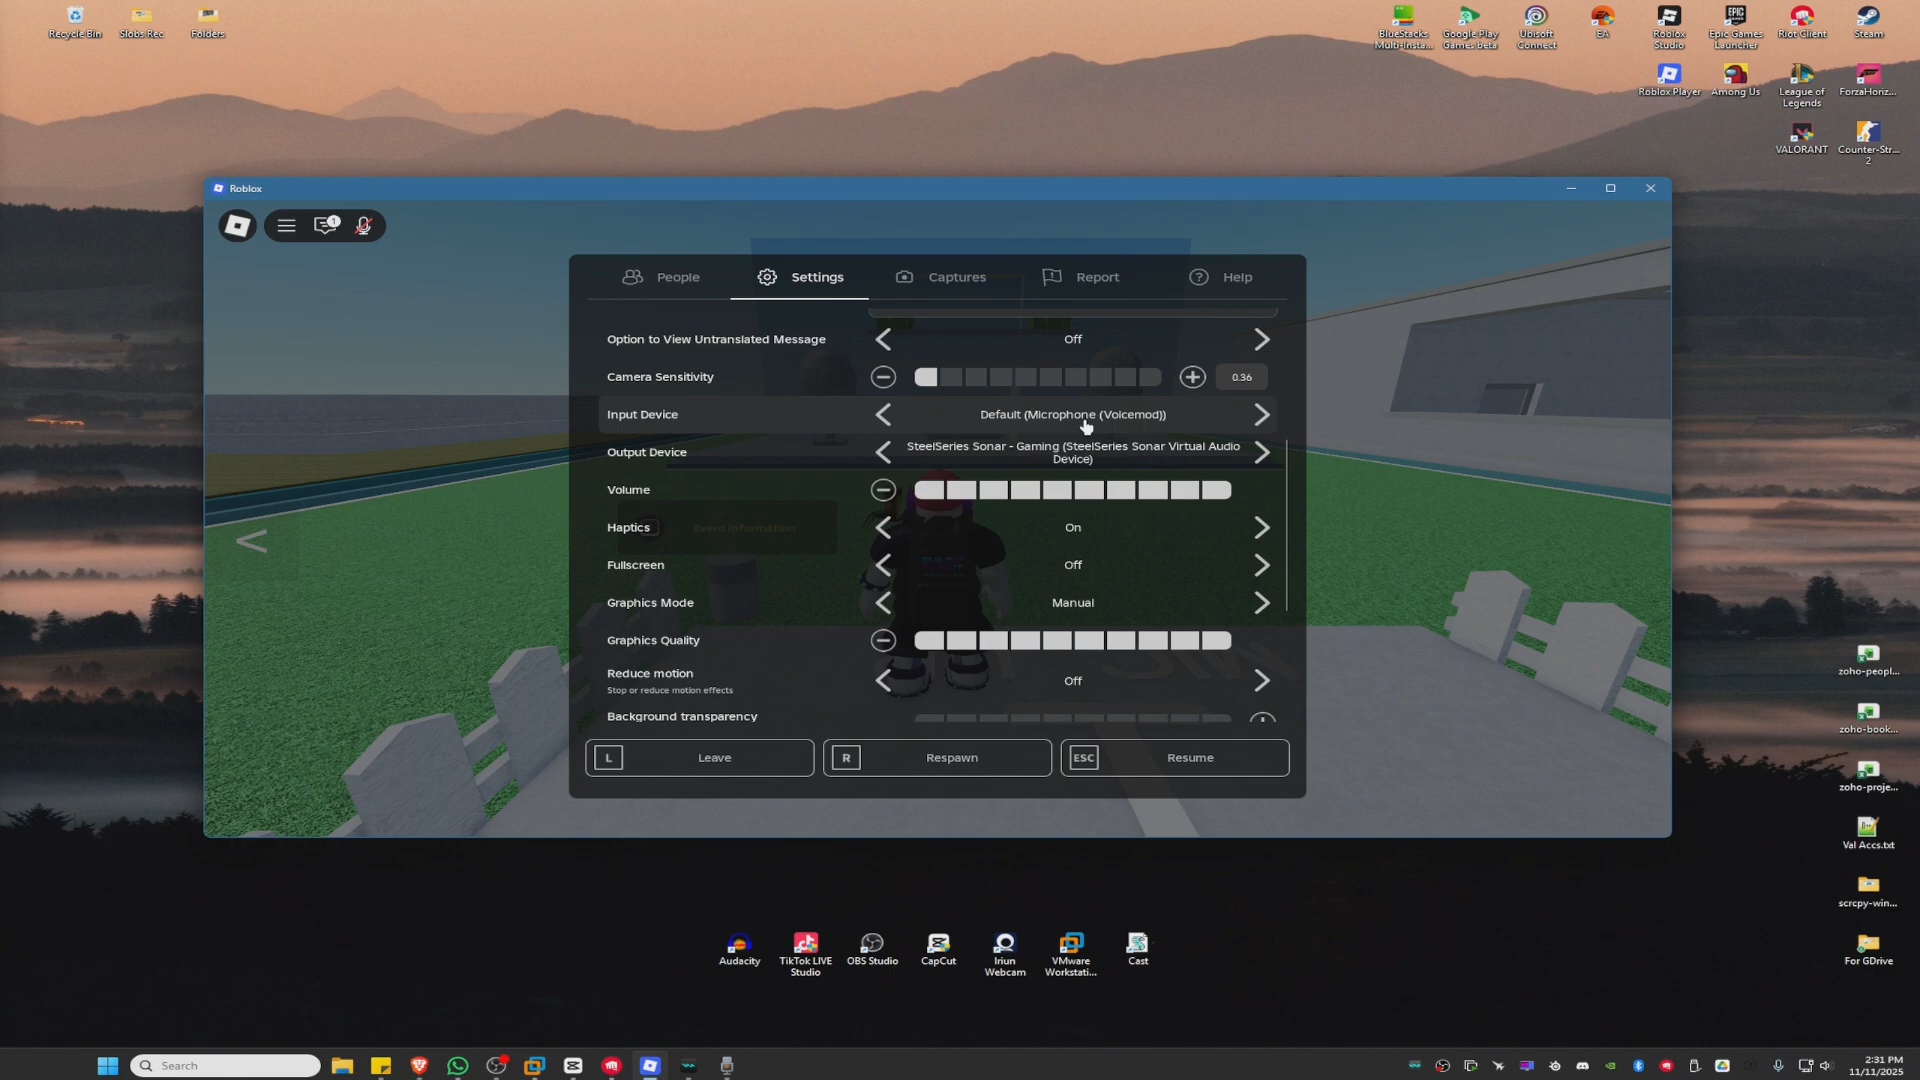 Recycle Bin
Slobs Rec
Folders
BlueStacks
Multi-Insta...
Google Play
Games beta
Ubisoft
Connect
EA
Roblox
Studio
Epic Games
Launcher
Riot Client
Steam
Roblox Player
Among Us
League of
Legends
ForzaHoriz...
VALORANT
Counter-Str...
2
Roblox
1
People
Settings
Captures
Report
Help
Option to View Untranslated Message
Off
Camera Sensitivity
0.36
Input Device
Default (Microphone (Voicemod))
Output Device
SteelSeries Sonar - Gaming (SteelSeries Sonar Virtual Audio
Device)
Volume
Haptics
On
Event Information
Fullscreen
Off
Graphics Mode
Manual
Graphics Quality
Reduce motion
Stop or reduce motion effects
Off
Background transparency
L
Leave
R
Respawn
ESC
Resume
zoho-peopl...
zoho-book...
zoho-proje...
Val Accs.txt
scrcpy-win...
For GDrive
Audacity
TikTok LIVE
Studio
OBS Studio
CapCut
Iriun
Webcam
VMware
Workstati...
Cast
Search
2:31 PM
11/11/2025